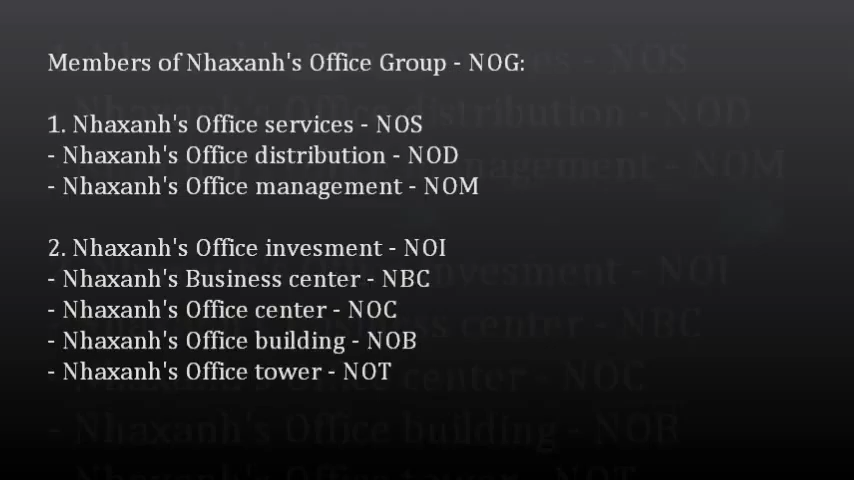 Members of Nhaxanh's Office Group - NOG:
1. Nhaxanh's Office services - NOS
- Nhaxanh's Office distribution - NOD
- Nhaxanh's Office management - NOM
2. Nhaxanh's Office invesment - NOI
- Nhaxanh's Business center - NBC
- Nhaxanh's Office center - NOC
- Nhaxanh's Office building - NOB
- Nhaxanh's Office tower - NOT